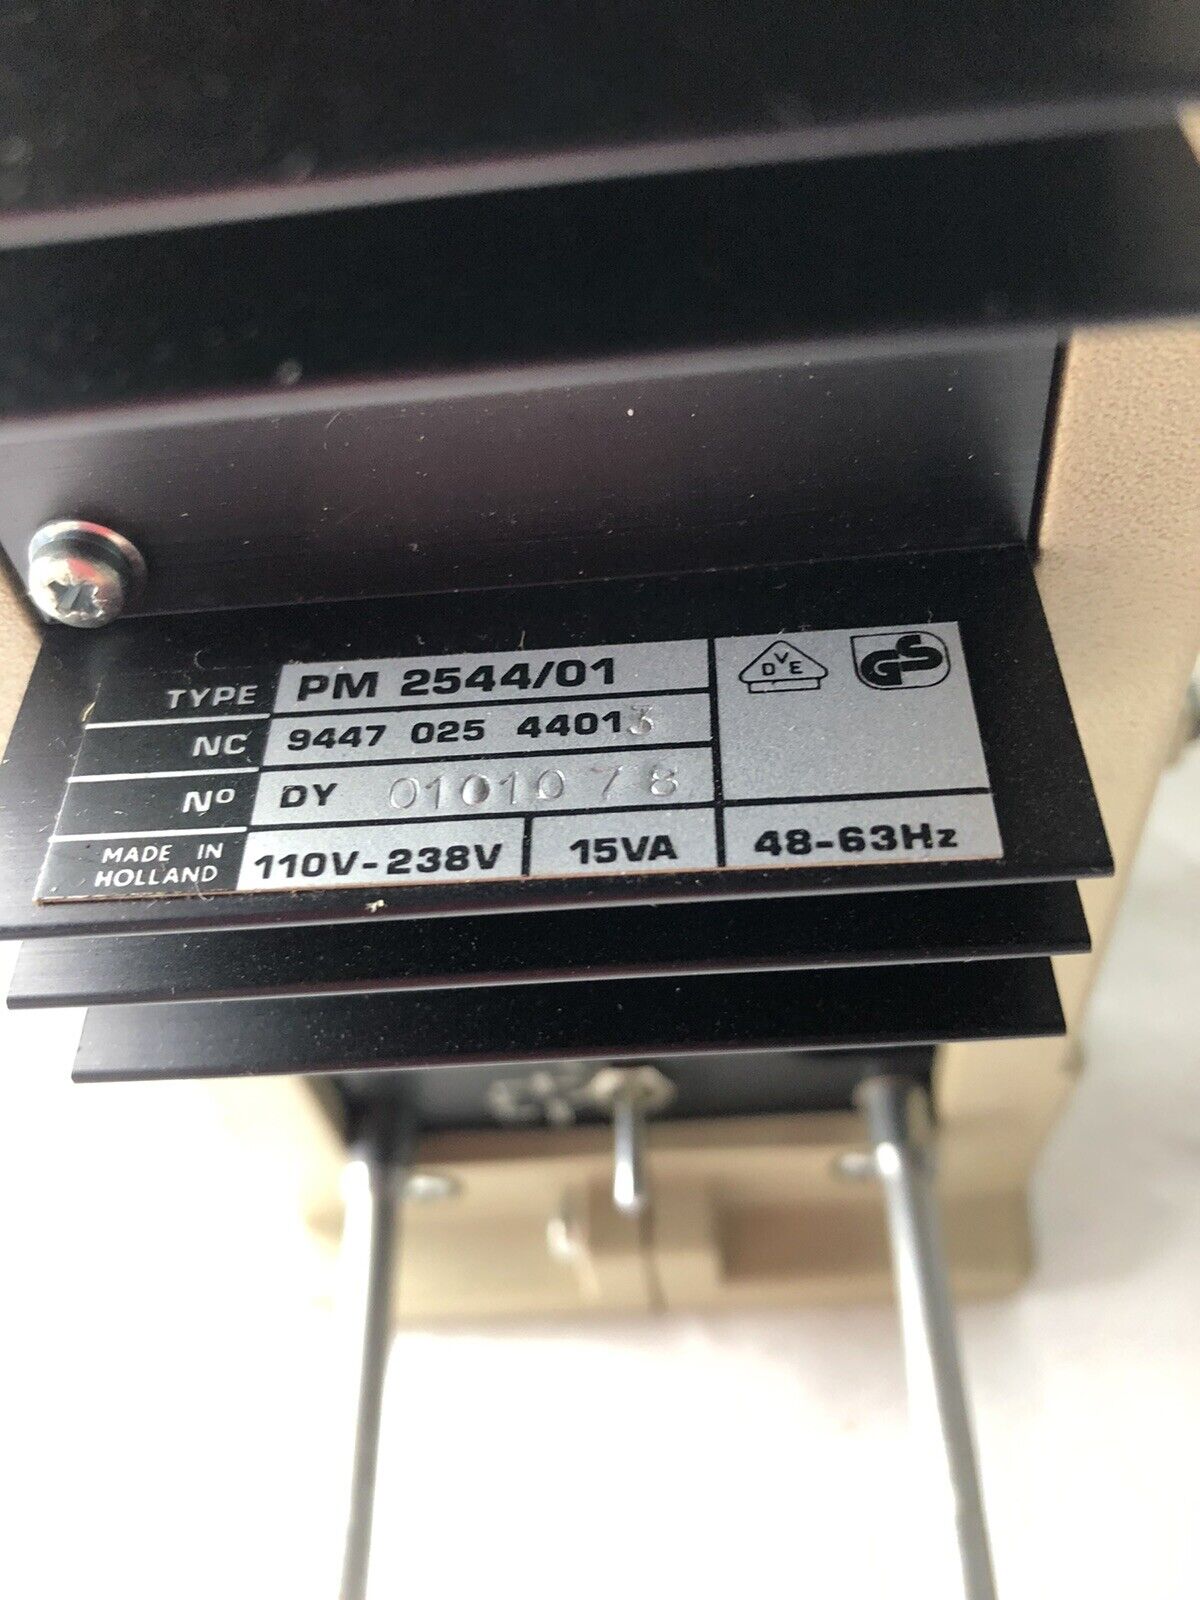 TYPE PM 2544/01
NC 9447 025 44013
Nº DY 0101078
MADE IN HOLLAND
110V-238V 15VA 48-63Hz
DVE
GS